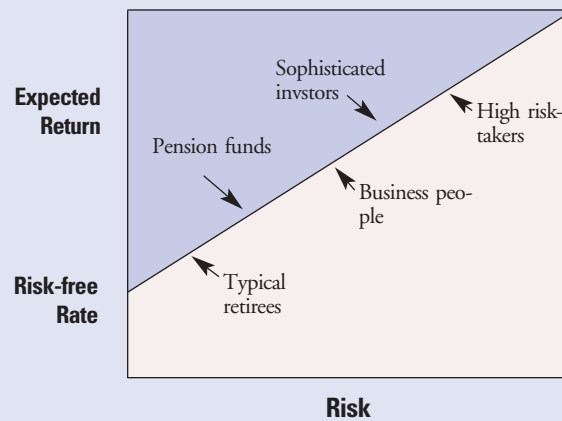 Expected
Return
Sophisticated
invstors
High risk-
takers
Pension funds
Business peo-
ple
Risk-free
Rate
Typical
retirees
Risk